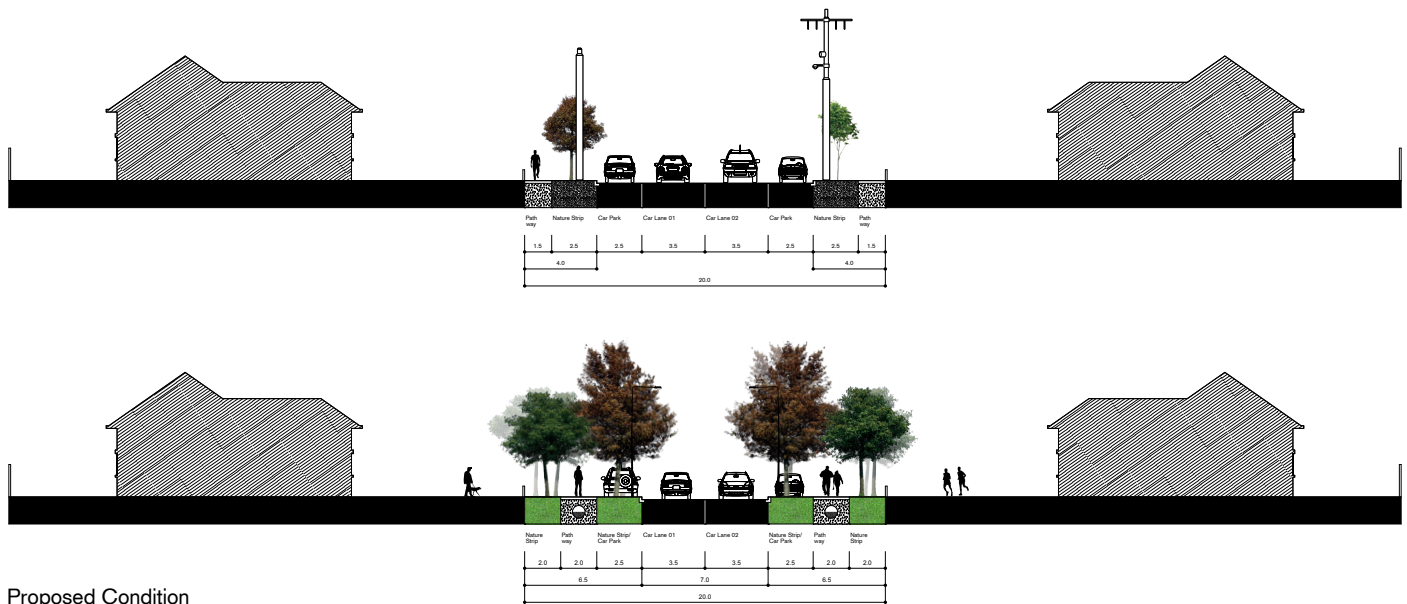 Path
way
Nature Strip
Car Park
Car Lane 01
Car Lane 02
Car Park
Nature Strip
Path
way
1.5
2.5
2.5
3.5
3.5
2.5
2.5
1.5
4.0
4.0
20.0
Nature
Strip
Path
way
Nature Strip/
Car Park
Car Lane 01
Car Lane 02
Nature Strip/
Car Park
Path
way
Nature
Strip
2.0
2.0
2.5
3.5
3.5
2.5
2.0
2.0
6.5
7.0
6.5
20.0
Proposed Condition